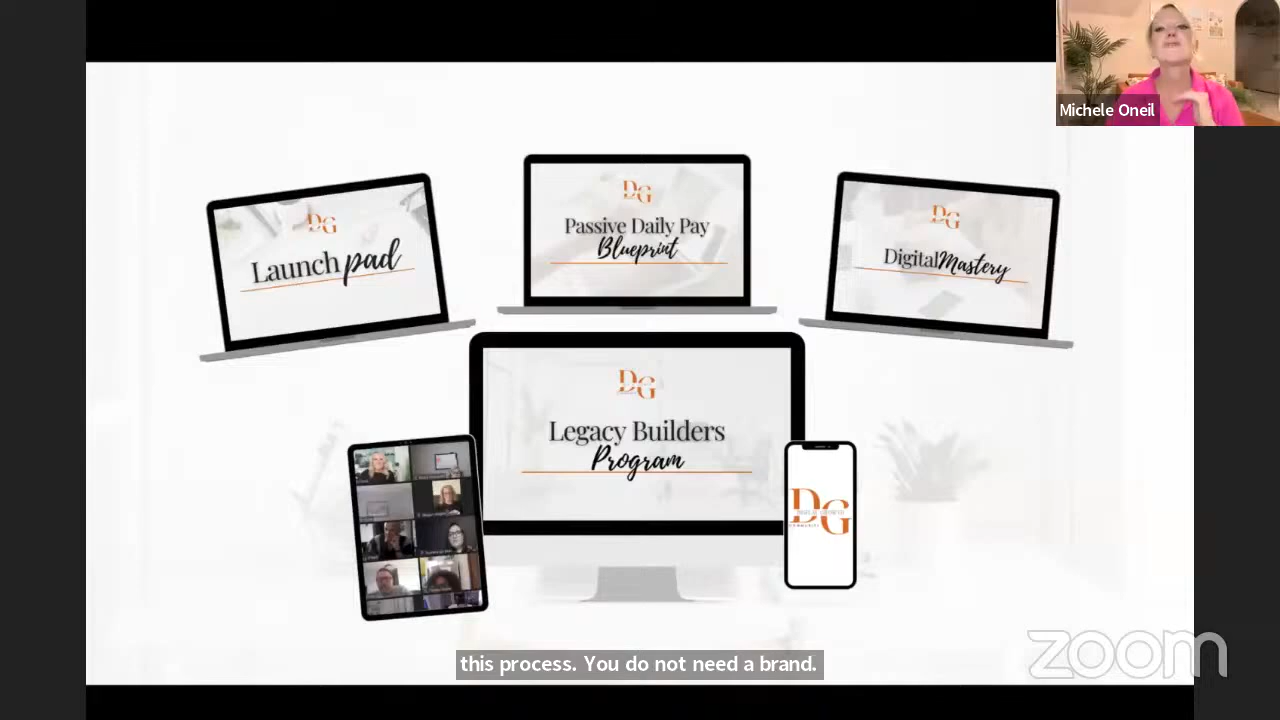 Michele Oneil
DG
Launch pad
DG
Passive Daily Pay
Blueprint
DG
Digital Mastery
DG
Legacy Builders
Program
DG
this process. You do not need a brand.
zoom